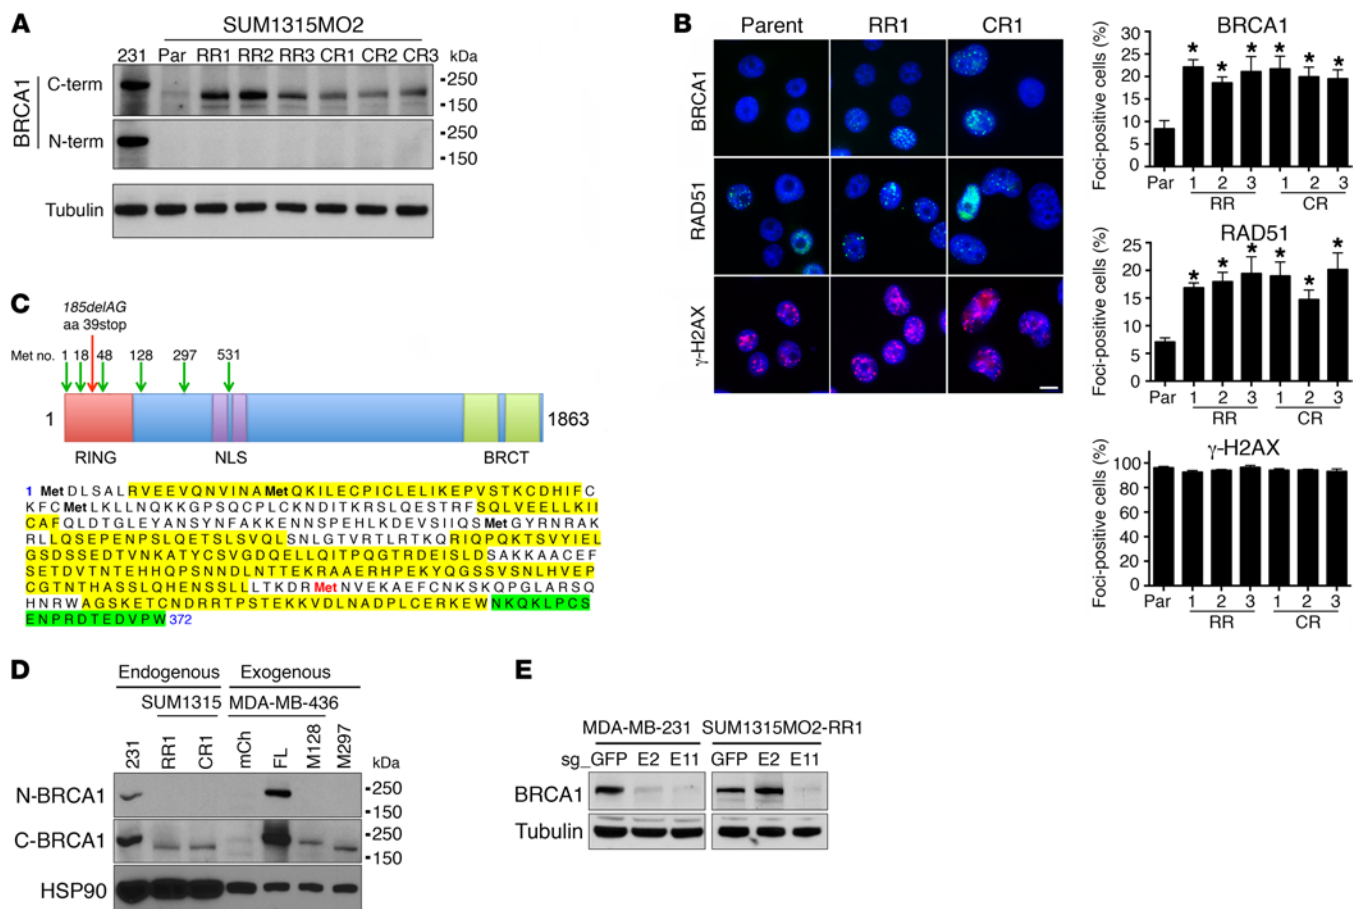 A
SUM1315MO2
231 Par RR1 RR2 RR3 CR1 CR2 CR3 kDa
BRCA1
C-term
-250
-150
N-term
-250
-150
Tubulin
B
Parent RR1 CR1
BRCA1
RAD51
γ-H2AX
BRCA1
Foci-positive cells (%)
30
25
20
15
10
5
0
* * * * * *
Par 1 2 3 1 2 3
RR CR
RAD51
Foci-positive cells (%)
25
20
15
10
5
0
* * * * * *
Par 1 2 3 1 2 3
RR CR
γ-H2AX
Foci-positive cells (%)
100
80
60
40
20
0
Par 1 2 3 1 2 3
RR CR
C
185delAG
aa 39stop
Met no. 1 18 48 128 297 531
1 1863
RING NLS BRCT
1 Met D L S A L R V E E V Q N V I N A Met Q K I L E C P I C L E L I K E P V S T K C D H I F C
K F C Met L K L L N Q K K G P S Q C P L C K N D I T K R S L Q E S T R F S Q L V E E L L K I I
C A F Q L D T G L E Y A N S Y N F A K K E N N S P E H L K D E V S I I Q S Met G Y R N R A K
R L L Q S E P E N P S L Q E T S L S V Q L S N L G T V R T L R T K Q R I Q P Q K T S V Y I E L
G S D S S E D T V N K A T Y C S V G D Q E L L Q I T P Q G T R D E I S L D S A K K A A C E F
S E T D V T N T E H H Q P S N N D L N T T E K R A A E R H P E K Y Q G S S V S N L H V E P
C G T N T H A S S L Q H E N S S L L L T K D R Met N V E K A E F C N K S K Q P G L A R S Q
H N R W A G S K E T C N D R R T P S T E K K V D L N A D P L C E R K E W N K Q K L P C S
E N P R D T E D V P W 372
D
Endogenous Exogenous
SUM1315 MDA-MB-436
231 RR1 CR1 mCh FL M128 M297
kDa
N-BRCA1
-250
-150
C-BRCA1
-250
-150
HSP90
E
MDA-MB-231 SUM1315MO2-RR1
sg_GFP E2 E11 GFP E2 E11
BRCA1
Tubulin